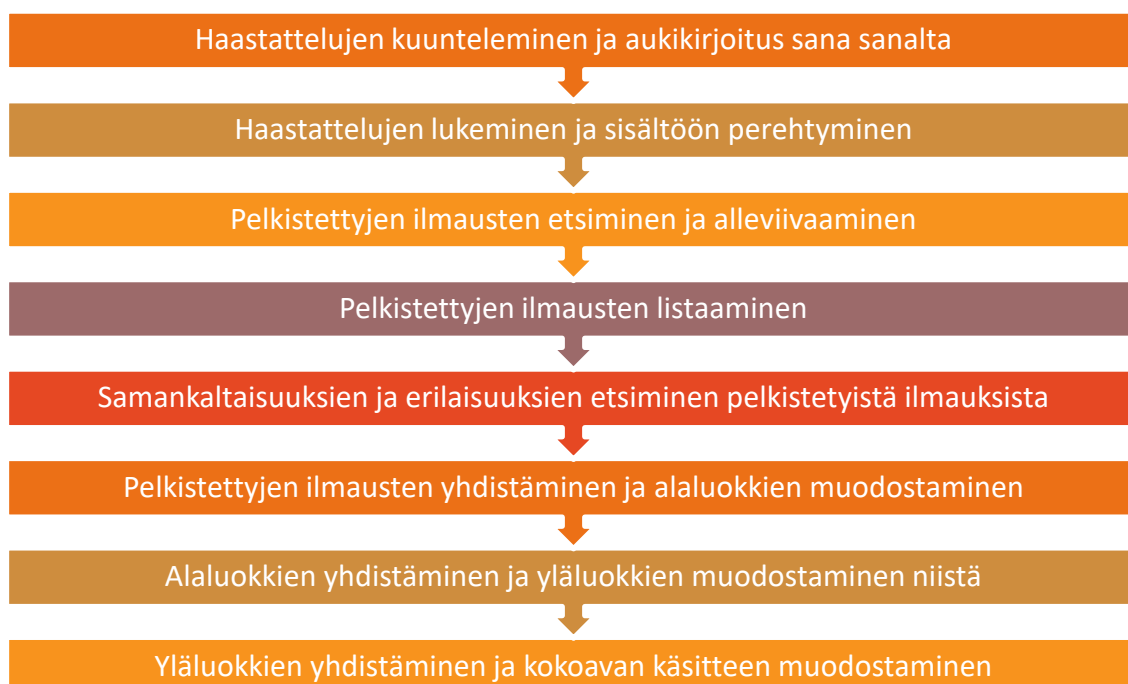 Haastattelujen kuunteleminen ja aukikirjoitus sana sanalta
Haastattelujen lukeminen ja sisältöön perehtyminen
Pelkistettyjen ilmausten etsiminen ja alleviivaaminen
Pelkistettyjen ilmausten listaaminen
Samankaltaisuuksien ja erilaisuuksien etsiminen pelkistetyistä ilmauksista
Pelkistettyjen ilmausten yhdistäminen ja alaluokkien muodostaminen
Alaluokkien yhdistäminen ja yläluokkien muodostaminen niistä
Yläluokkien yhdistäminen ja kokoavan käsitteen muodostaminen